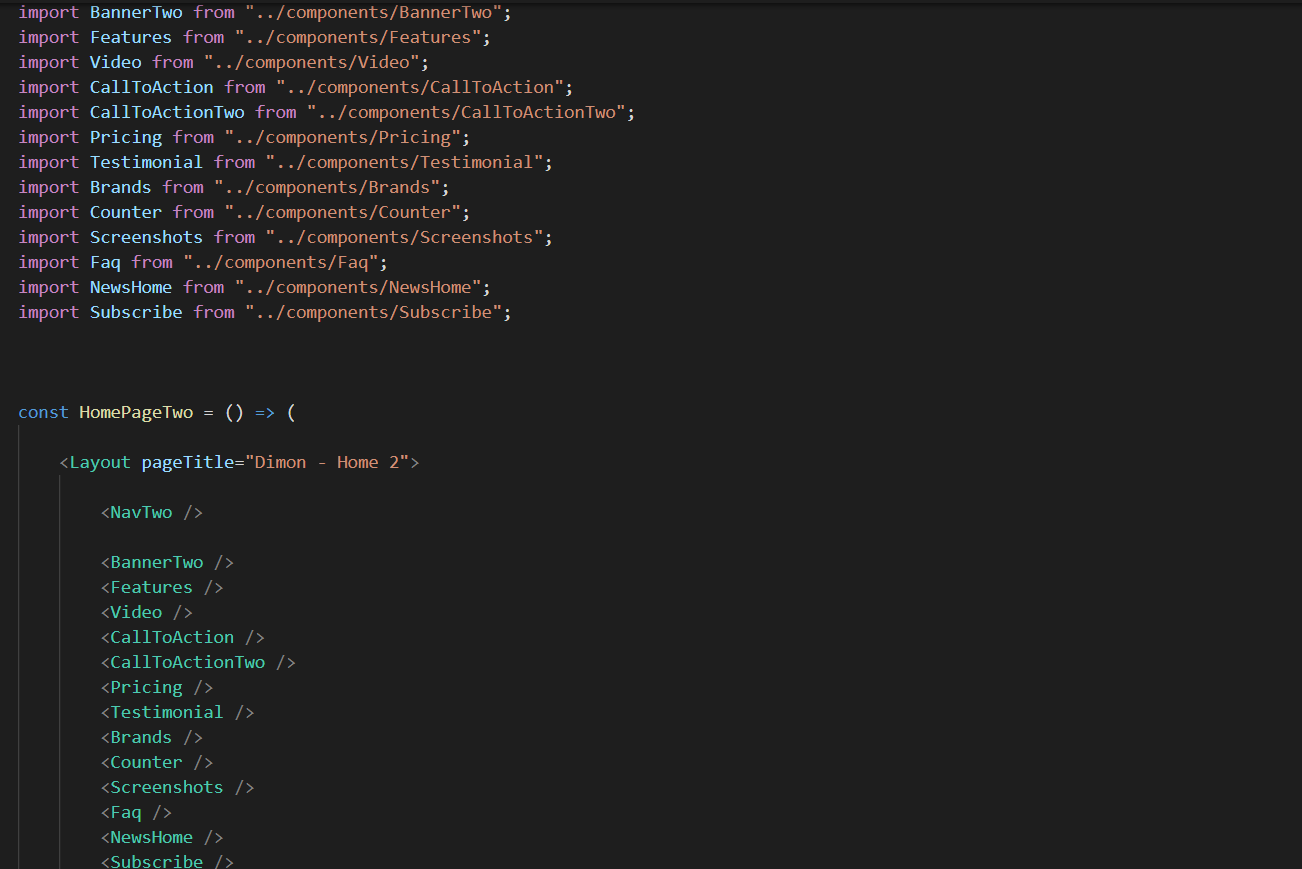 import BannerTwo from "../components/BannerTwo";
import Features from "../components/Features";
import Video from "../components/Video";
import CallToAction from "../components/CallToAction";
import CallToActionTwo from "../components/CallToActionTwo";
import Pricing from "../components/Pricing";
import Testimonial from "../components/Testimonial";
import Brands from "../components/Brands";
import Counter from "../components/Counter";
import Screenshots from "../components/Screenshots";
import Faq from "../components/Faq";
import NewsHome from "../components/NewsHome";
import Subscribe from "../components/Subscribe";
const HomePageTwo = () => (
<Layout pageTitle="Dimon - Home 2">
<NavTwo />
<BannerTwo />
<Features />
<Video />
<CallToAction />
<CallToActionTwo />
<Pricing />
<Testimonial />
<Brands />
<Counter />
<Screenshots />
<Faq />
<NewsHome />
<Subscribe />